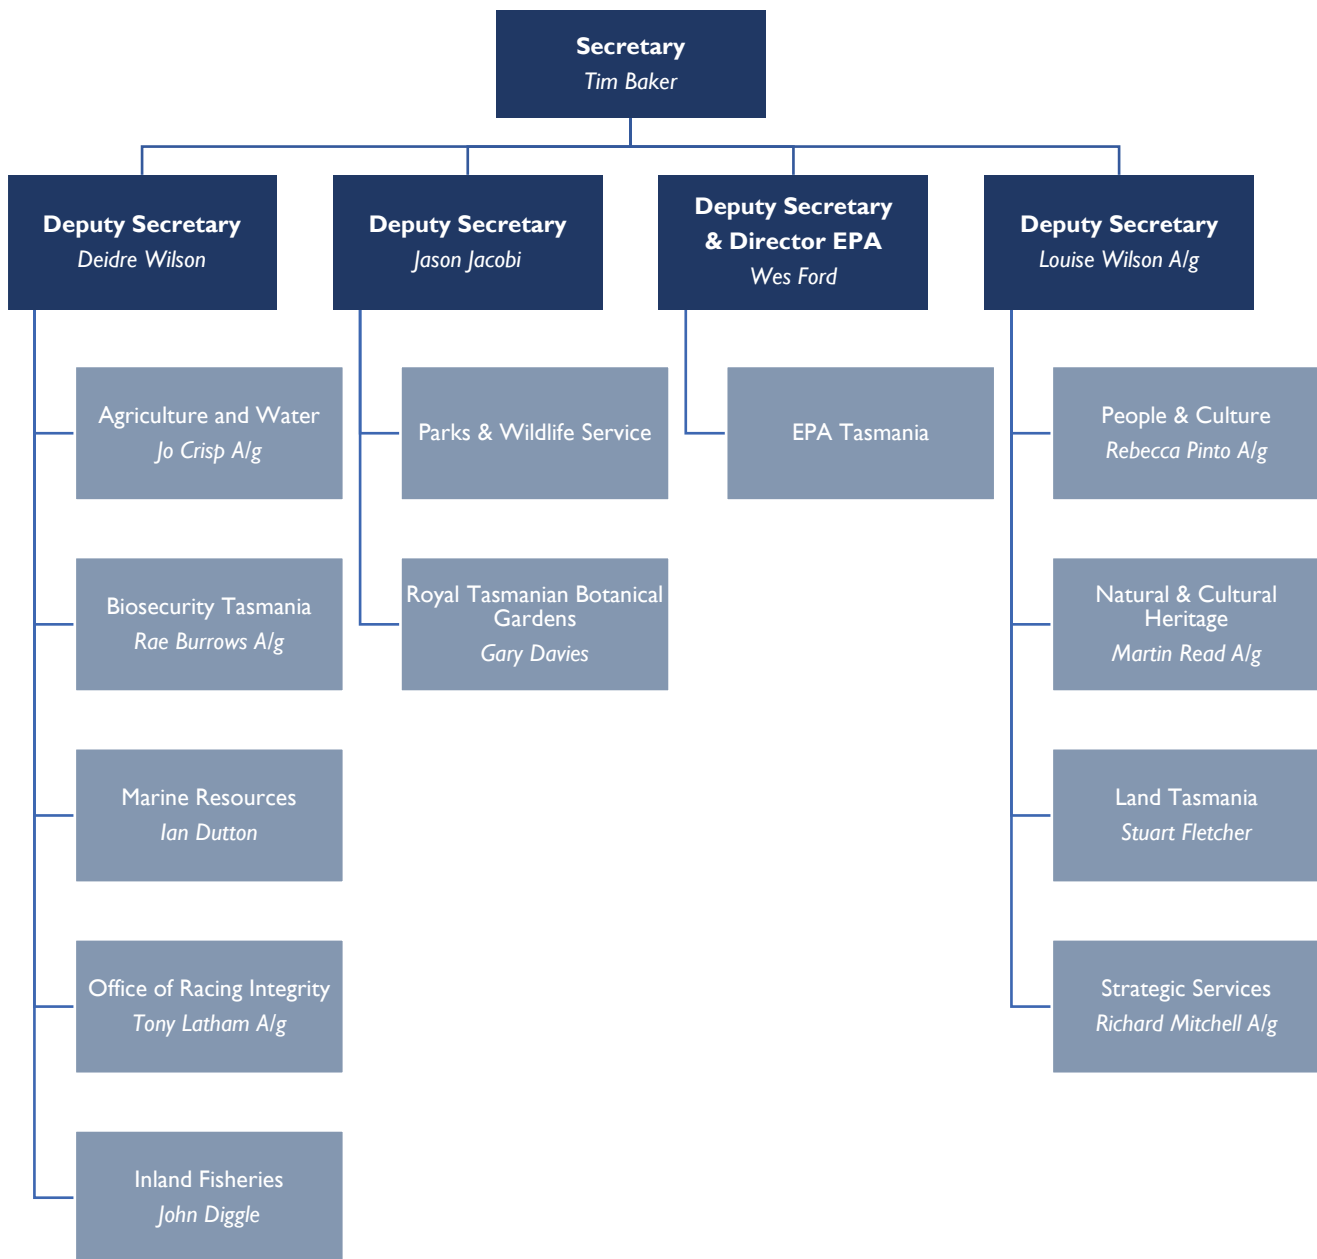 Secretary
Tim Baker
Deputy Secretary
Deidre Wilson
Deputy Secretary
Jason Jacobi
Deputy Secretary
& Director EPA
Wes Ford
Deputy Secretary
Louise Wilson A/g
Agriculture and Water
Jo Crisp A/g
Parks & Wildlife Service
EPA Tasmania
People & Culture
Rebecca Pinto A/g
Biosecurity Tasmania
Rae Burrows A/g
Royal Tasmanian Botanical
Gardens
Gary Davies
Natural & Cultural
Heritage
Martin Read A/g
Marine Resources
Ian Dutton
Land Tasmania
Stuart Fletcher
Office of Racing Integrity
Tony Latham A/g
Strategic Services
Richard Mitchell A/g
Inland Fisheries
John Diggle